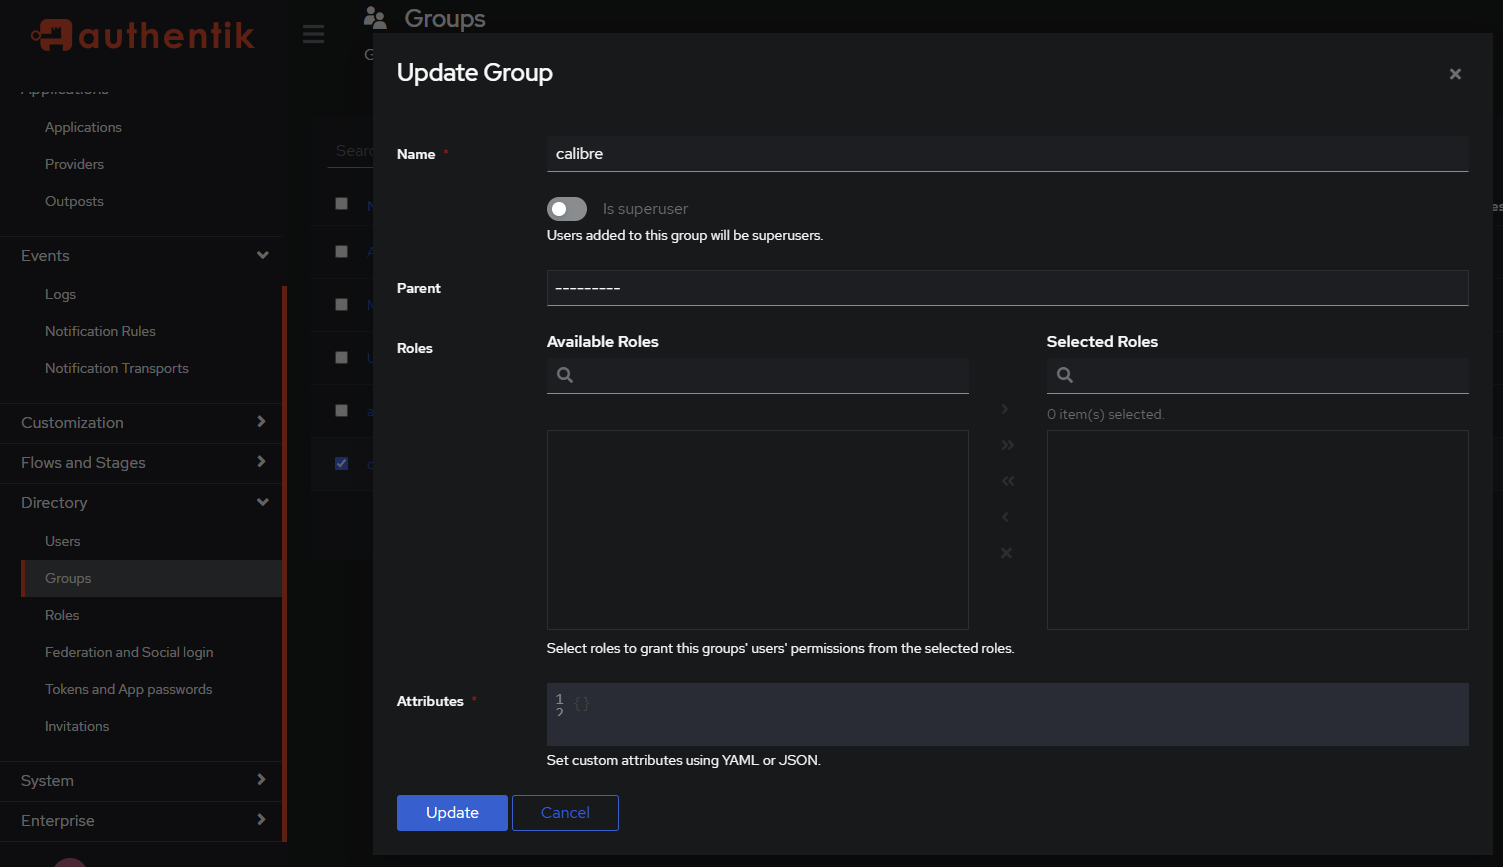 authentik
Applications
Applications
Providers
Outposts
Events
Logs
Notification Rules
Notification Transports
Customization
Flows and Stages
Directory
Users
Groups
Roles
Federation and Social login
Tokens and App passwords
Invitations
System
Enterprise
Groups
Update Group
Name *
calibre
Is superuser
Users added to this group will be superusers.
Parent
---------
Roles
Available Roles
Selected Roles
0 item(s) selected.
Select roles to grant this groups' users' permissions from the selected roles.
Attributes *
1 {}
2
Set custom attributes using YAML or JSON.
Update
Cancel